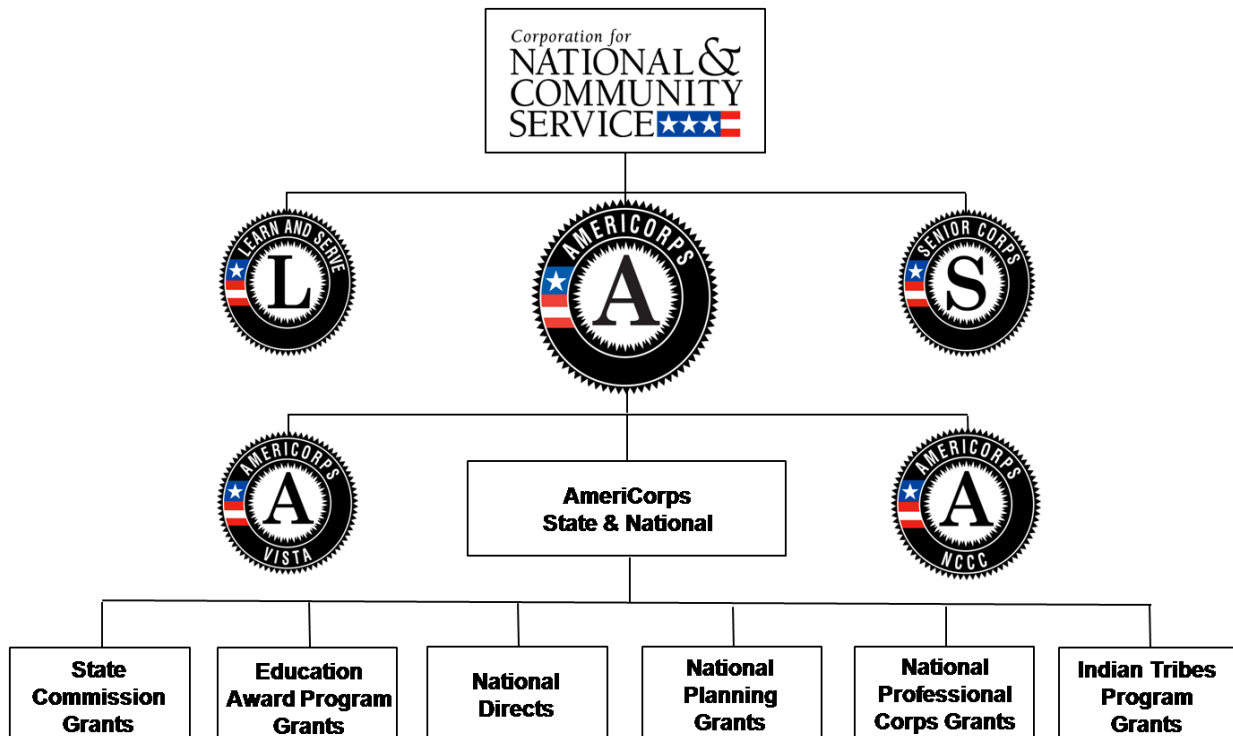 Corporation for
NATIONAL &
COMMUNITY
SERVICE
LEARN AND SERVE
L
AMERICORPS
A
SENIOR CORPS
S
AMERICORPS
A
VISTA
AmeriCorps
State & National
AMERICORPS
A
NCCC
State
Commission
Grants
Education
Award Program
Grants
National
Directs
National
Planning
Grants
National
Professional
Corps Grants
Indian Tribes
Program
Grants